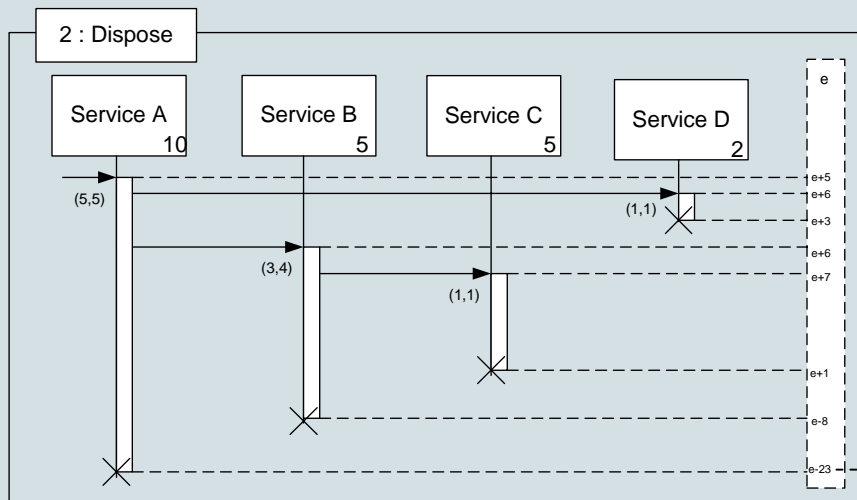 2 : Dispose
e
Service A
10
Service B
5
Service C
5
Service D
2
e+5
(5,5)
e+6
(1,1)
e+3
e+6
(3,4)
e+7
(1,1)
e+1
e-8
e-23